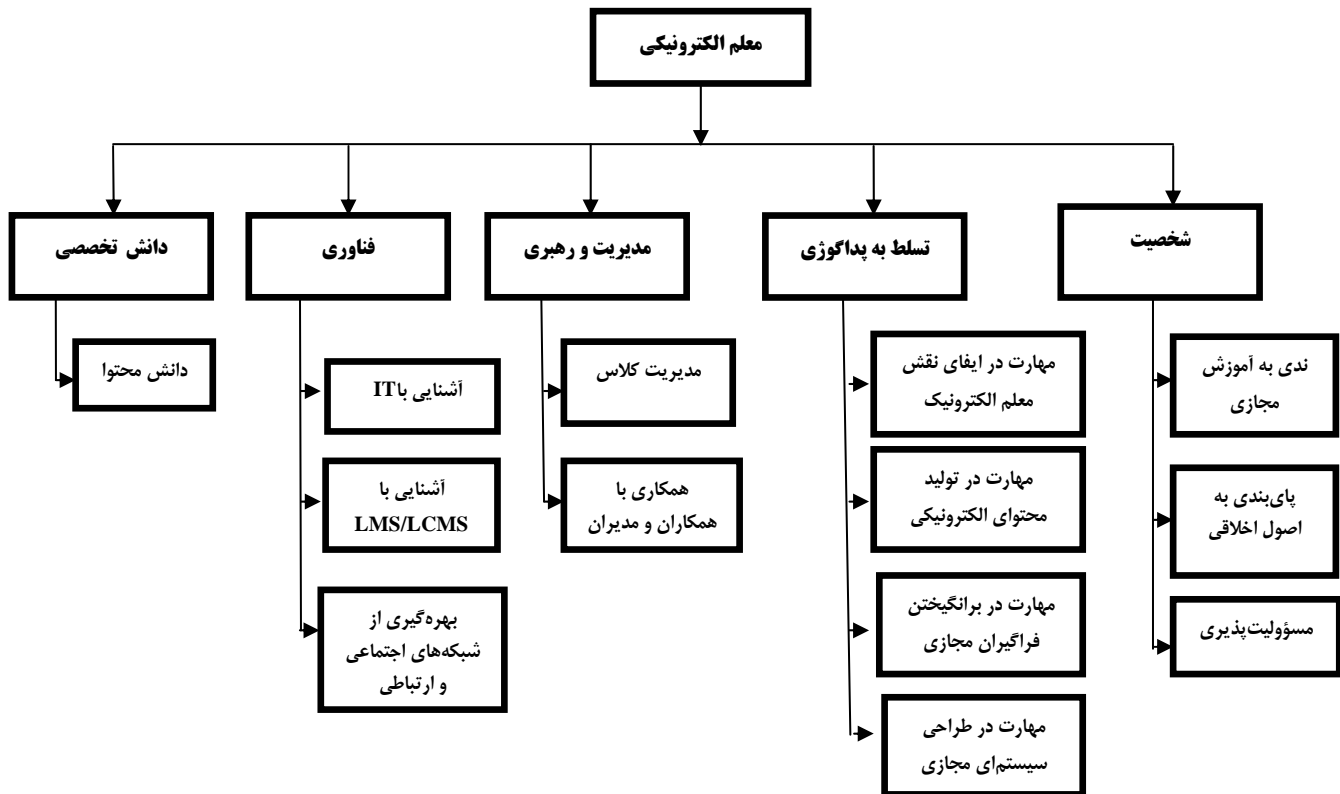 معلم الکترونیکی
شخصیت
تسلط به پداگوژی
مدیریت و رهبری
فناوری
دانش تخصصی
ندی به آموزش
مجازی
پای‌بندی به
اصول اخلاقی
مسؤولیت‌پذیری
مهارت در ایفای نقش
معلم الکترونیک
مهارت در تولید
محتوای الکترونیکی
مهارت در برانگیختن
فراگیران مجازی
مهارت در طراحی
سیستم‌ای مجازی
مدیریت کلاس
همکاری با
همکاران و مدیران
آشنایی با IT
آشنایی با
LMS/LCMS
بهره‌گیری از
شبکه‌های اجتماعی
و ارتباطی
دانش محتوا